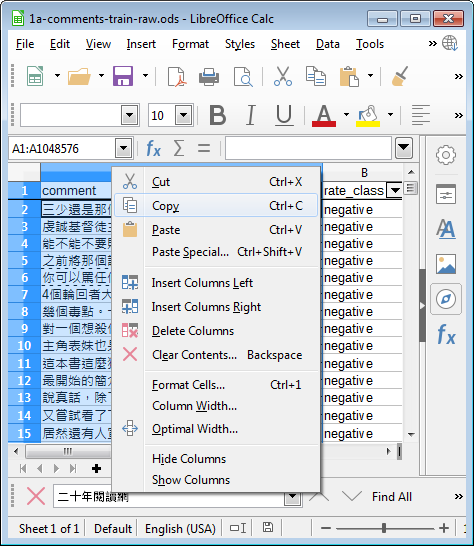 1a-comments-train-raw.ods - LibreOffice Calc
File Edit View Insert Format Styles Sheet Data Tools »
» »
10 B I U A »
A1:A1048576 fx Σ =
B
1 comment rate_class
2 三少還是那 negative
3 虔誠基督徒 negative
4 能不能不要 negative
5 之前將那個 negative
6 你可以罵任 negative
7 4個輪回者大 negative
8 幾個毒點。 negative
9 對一個想殺 negative
10 主角表妹也 negative
11 這本書這麼 negative
12 最開始的簡 negative
13 說真話，除 negative
14 又嘗試看了 negative
15 居然還有人 negative
Cut Ctrl+X
Copy Ctrl+C
Paste Ctrl+V
Paste Special... Ctrl+Shift+V
Insert Columns Left
Insert Columns Right
Delete Columns
Clear Contents... Backspace
Format Cells... Ctrl+1
Column Width...
Optimal Width...
Hide Columns
Show Columns
二十年閱讀網 Find All »
Sheet 1 of 1 Default English (USA)